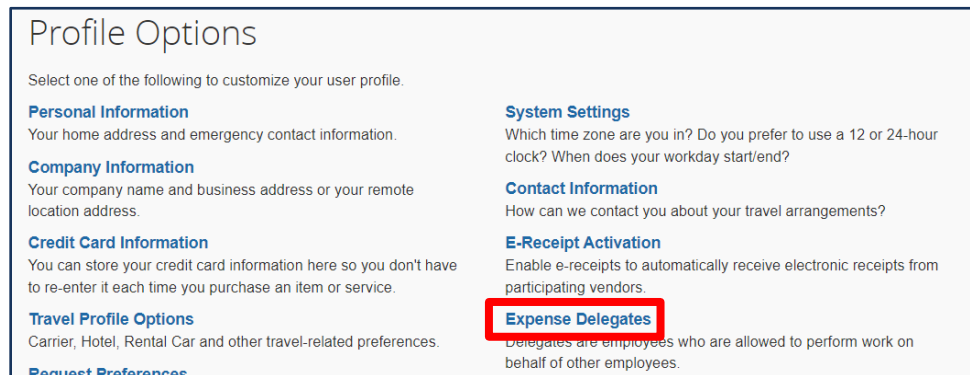 Profile Options
Select one of the following to customize your user profile.
Personal Information
Your home address and emergency contact information.
Company Information
Your company name and business address or your remote
location address.
Credit Card Information
You can store your credit card information here so you don't have
to re-enter it each time you purchase an item or service.
Travel Profile Options
Carrier, Hotel, Rental Car and other travel-related preferences.
Request Preferences
System Settings
Which time zone are you in? Do you prefer to use a 12 or 24-hour
clock? When does your workday start/end?
Contact Information
How can we contact you about your travel arrangements?
E-Receipt Activation
Enable e-receipts to automatically receive electronic receipts from
participating vendors.
Expense Delegates
Delegates are employees who are allowed to perform work on
behalf of other employees.